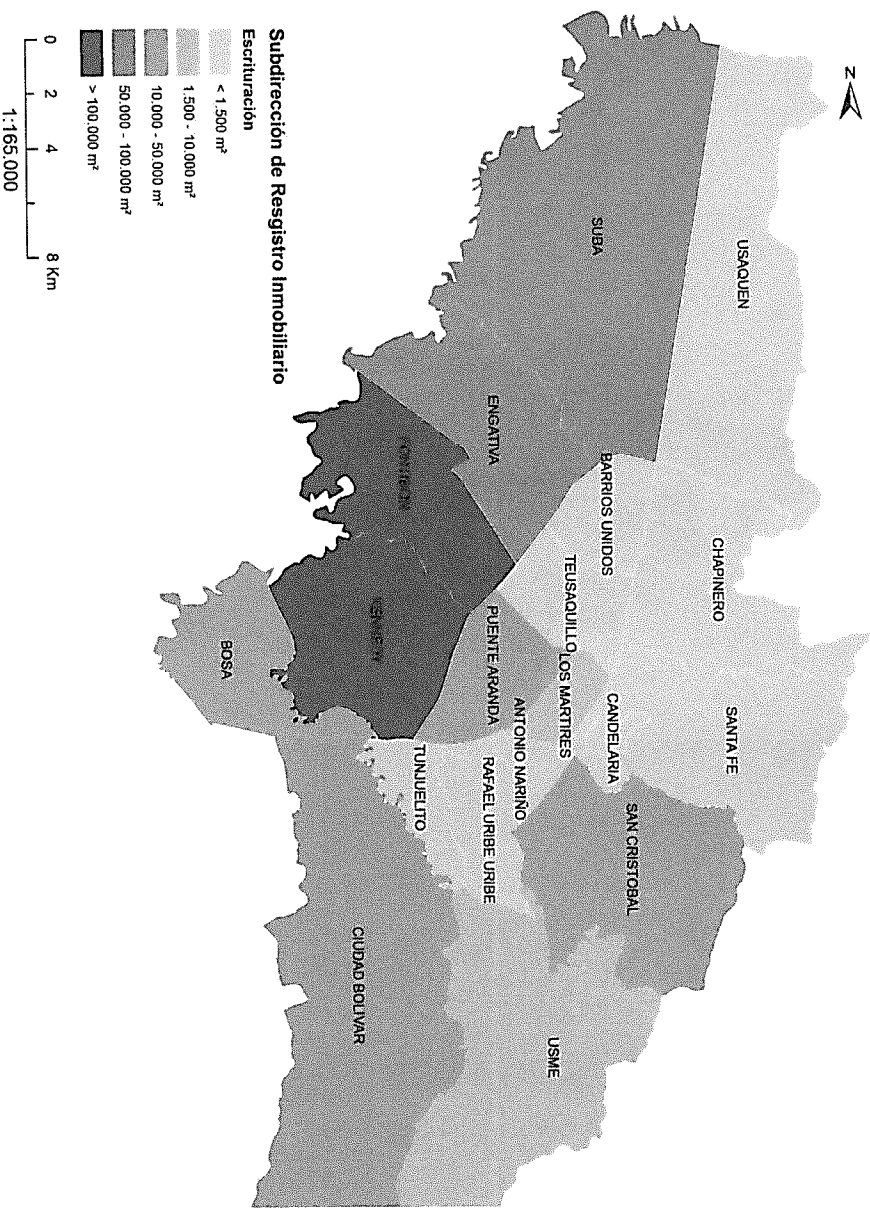 N
USAQUEN
SUBA
ENGATIVA
BARRIOS UNIDOS
CHAPINERO
TEUSAQUILLO
LOS MARTIRES
SANTA FE
CANDELARIA
PUENTE ARANDA
ANTONIO NARIÑO
FONTIBON
KENNEDY
BOSA
TUNJUELITO
RAFAEL URIBE URIBE
SAN CRISTOBAL
CIUDAD BOLIVAR
USME
Subdirección de Resgistro Inmobiliario
Escrituración
< 1.500 m²
1.500 - 10.000 m²
10.000 - 50.000 m²
50.000 - 100.000 m²
> 100.000 m²
0 2 4 8 Km
1:165.000